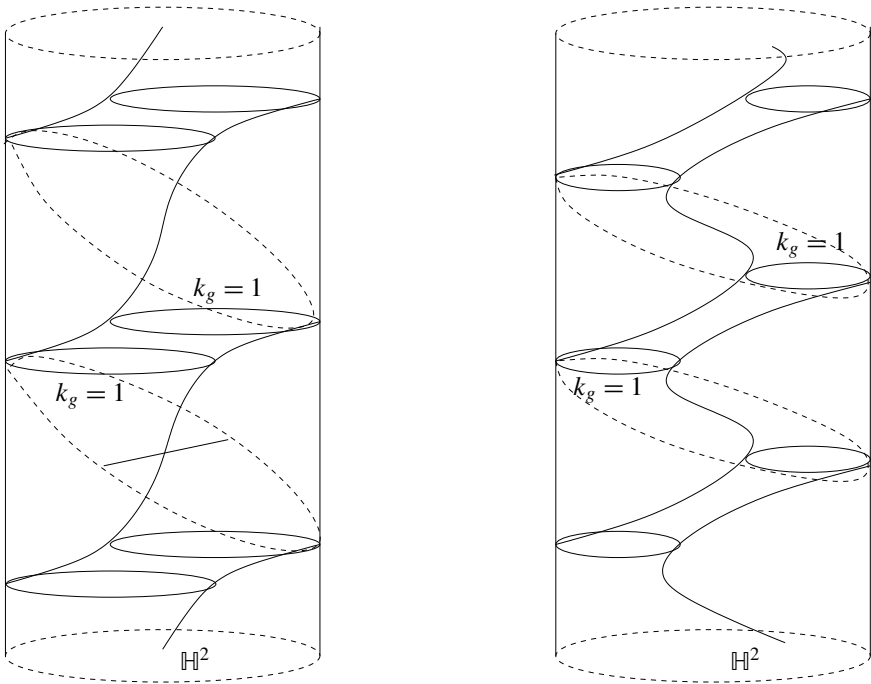 k_g = 1
k_g = 1
k_g = 1
k_g = 1
ℍ²
ℍ²